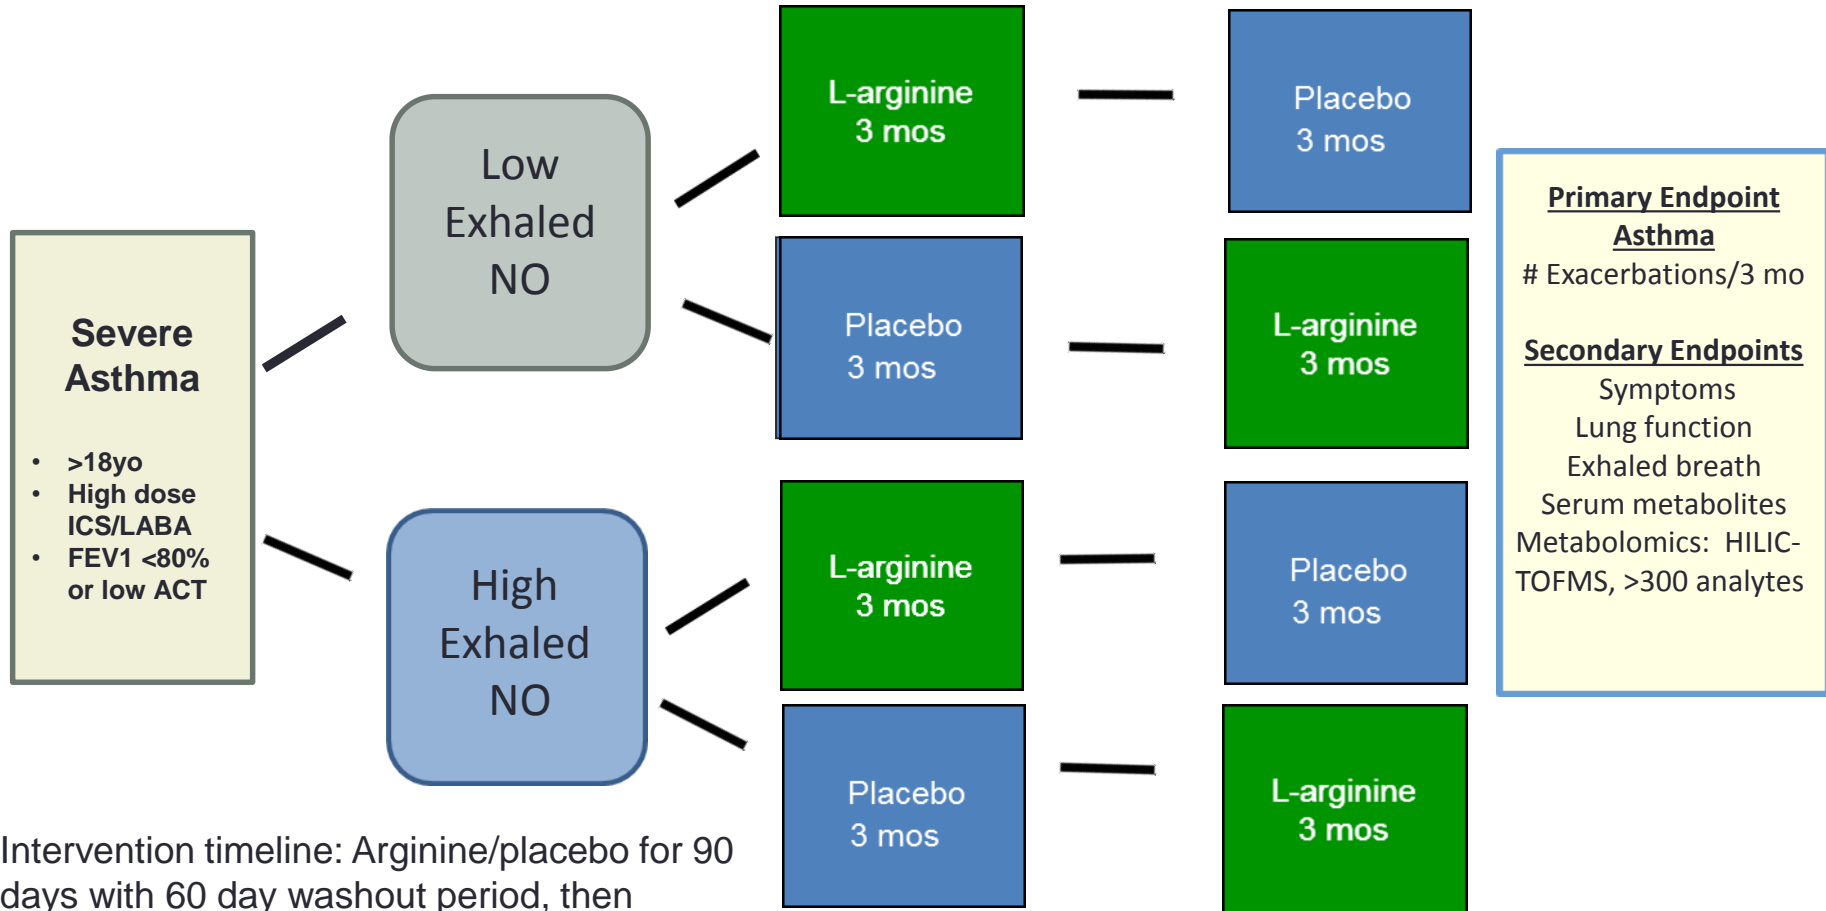 Severe
Asthma
• >18yo
• High dose
ICS/LABA
• FEV1 <80%
or low ACT
Low
Exhaled
NO
High
Exhaled
NO
L-arginine
3 mos
Placebo
3 mos
Placebo
3 mos
L-arginine
3 mos
L-arginine
3 mos
Placebo
3 mos
Placebo
3 mos
L-arginine
3 mos
Primary Endpoint
Asthma
# Exacerbations/3 mo
Secondary Endpoints
Symptoms
Lung function
Exhaled breath
Serum metabolites
Metabolomics: HILIC-
TOFMS, >300 analytes
Intervention timeline: Arginine/placebo for 90
days with 60 day washout period, then